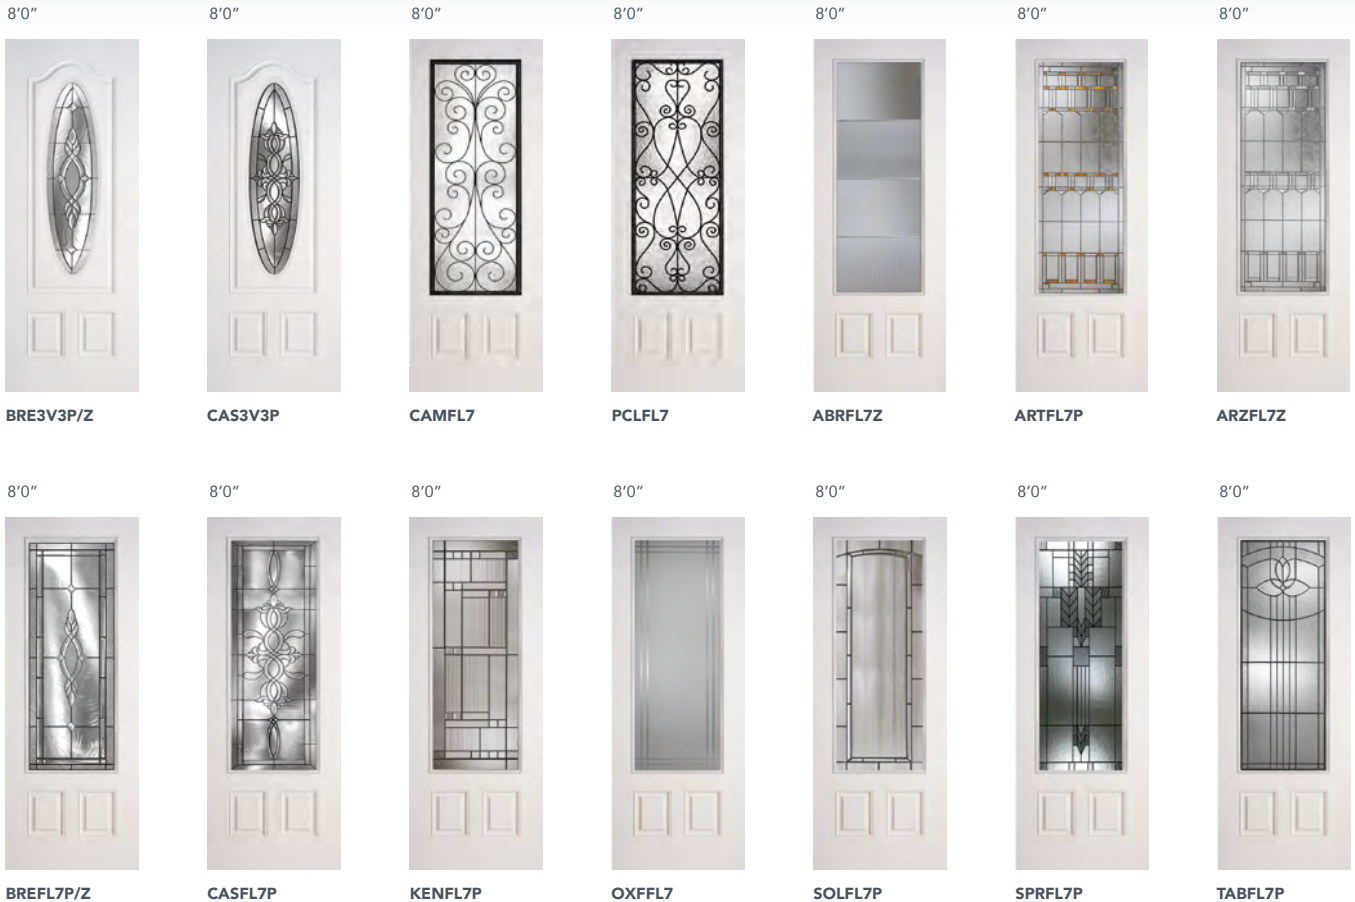 8'0” 8'0” 8'0” 8'0” 8'0” 8'0” 8'0”
BRE3V3P/Z CAS3V3P CAMFL7 PCLFL7 ABRFL7Z ARTFL7P ARZFL7Z
8'0” 8'0” 8'0” 8'0” 8'0” 8'0” 8'0”
BREFL7P/Z CASFL7P KENFL7P OXFFL7 SOLFL7P SPRFL7P TABFL7P